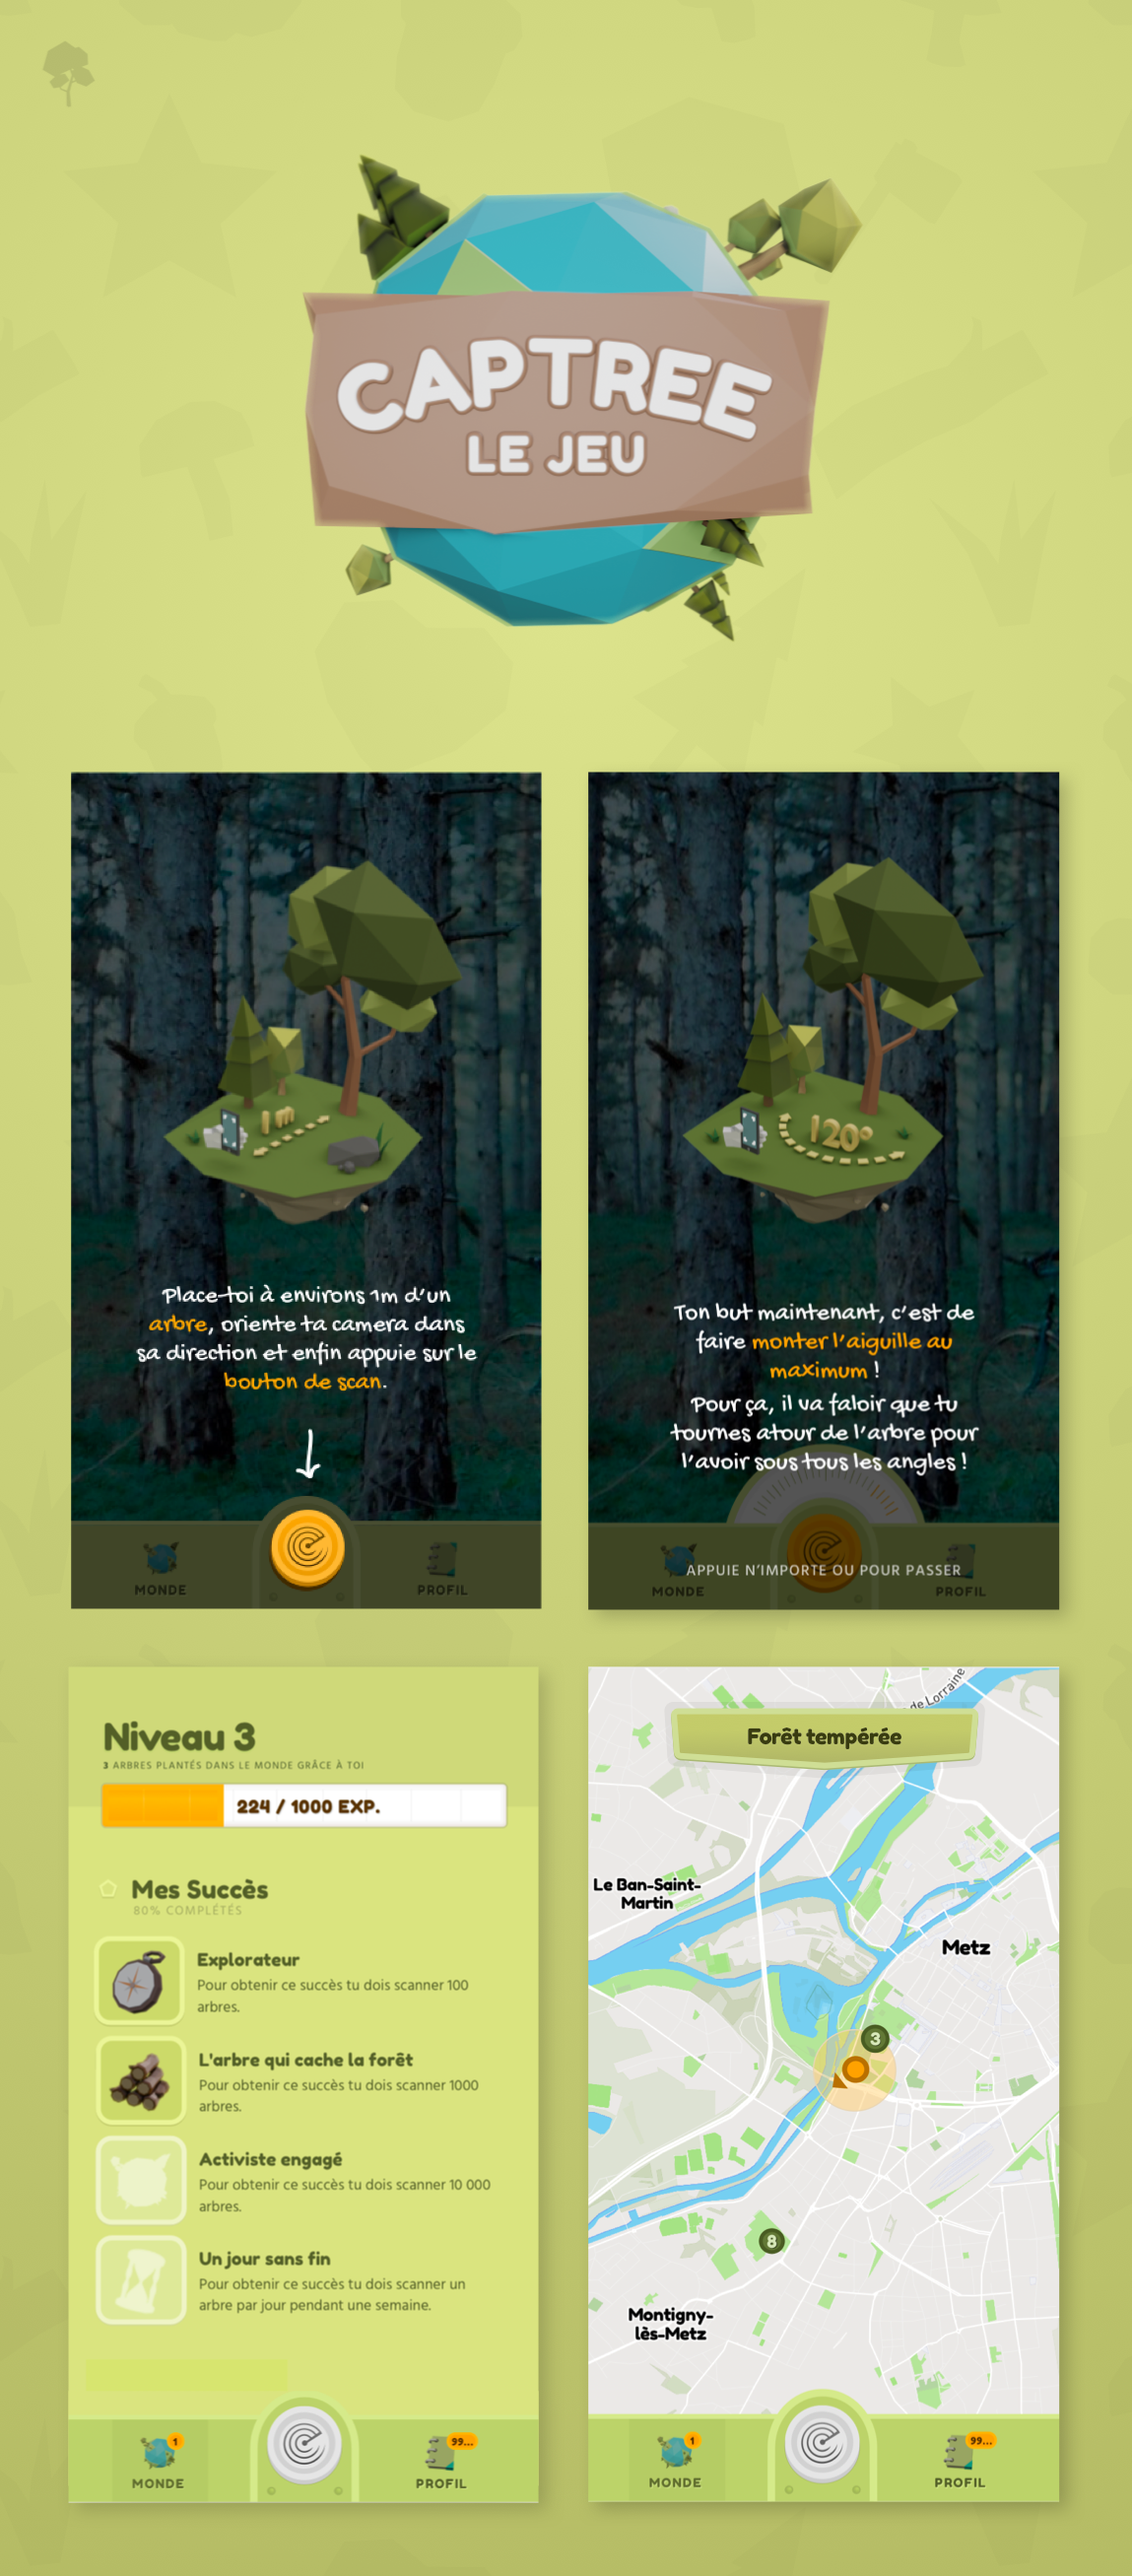 CAPTREE
LE JEU
1m
Place-toi à environs 1m d'un
arbre, oriente ta camera dans
sa direction et enfin appuie sur le
bouton de scan.
MONDE
PROFIL
120°
Ton but maintenant, c'est de
faire monter l'aiguille au
maximum !
Pour ça, il va faloir que tu
tournes atour de l'arbre pour
l'avoir sous tous les angles !
APPUIE N'IMPORTE OU POUR PASSER
MONDE
PROFIL
Niveau 3
3 ARBRES PLANTÉS DANS LE MONDE GRÂCE À TOI
224 / 1000 EXP.
Mes Succès
80% COMPLÉTÉS
Explorateur
Pour obtenir ce succès tu dois scanner 100
arbres.
L'arbre qui cache la forêt
Pour obtenir ce succès tu dois scanner 1000
arbres.
Activiste engagé
Pour obtenir ce succès tu dois scanner 10 000
arbres.
Un jour sans fin
Pour obtenir ce succès tu dois scanner un
arbre par jour pendant une semaine.
1
99...
MONDE
PROFIL
de Lorraine
Forêt tempérée
Le Ban-Saint-
Martin
Metz
3
8
Montigny-
lès-Metz
1
99...
MONDE
PROFIL